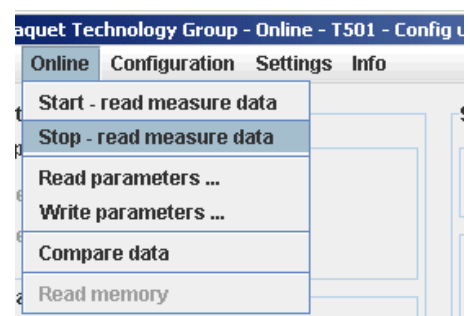 aquet Technology Group - Online - T501 - Config
Online Configuration Settings Info
Start - read measure data
Stop - read measure data
Read parameters ...
Write parameters ...
Compare data
Read memory